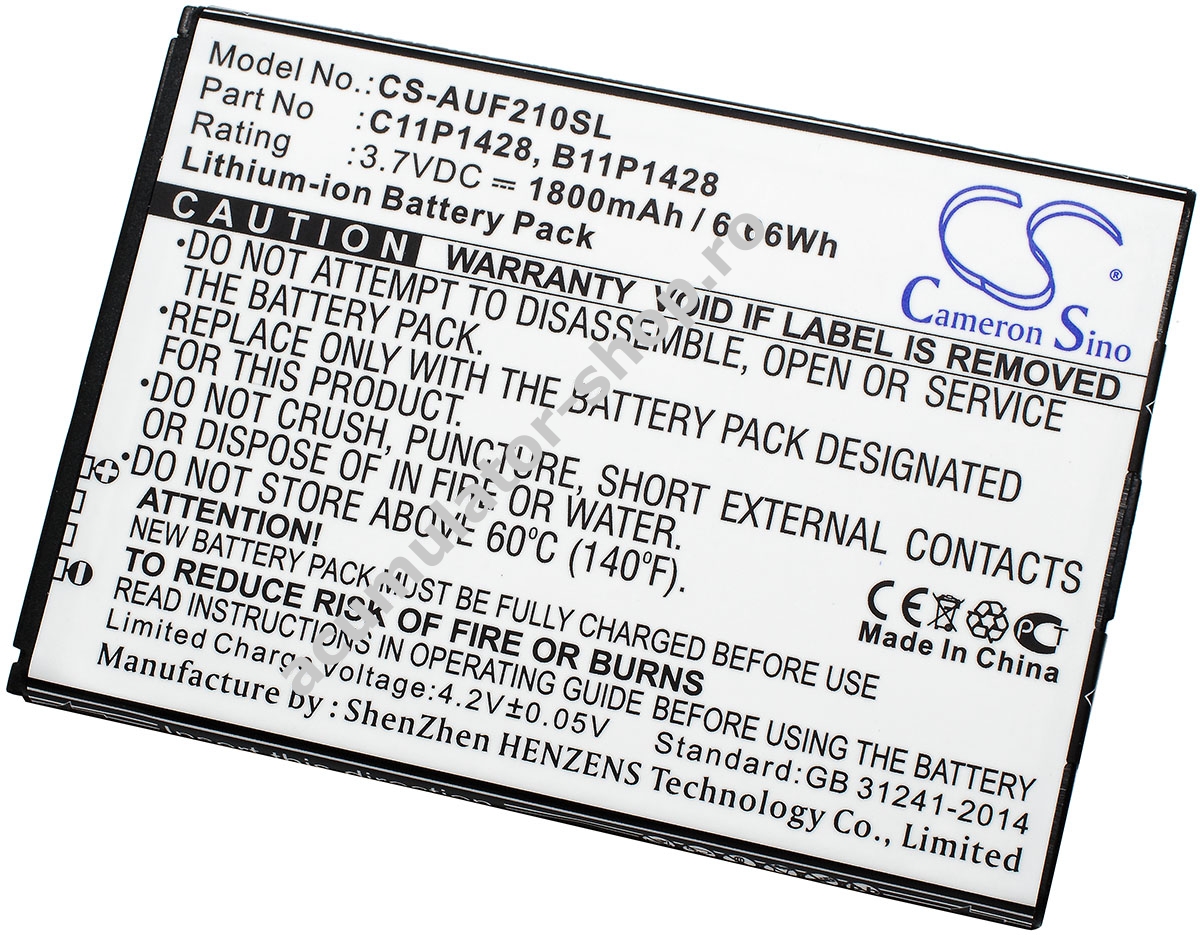 Model No.:CS-AUF210SL
Part No :C11P1428, B11P1428
Rating :3.7VDC ⎓ 1800mAh / 6.66Wh
Lithium-ion Battery Pack
CS ®
Cameron Sino
CAUTION WARRANTY VOID IF LABEL IS REMOVED
•DO NOT ATTEMPT TO DISASSEMBLE, OPEN OR SERVICE
THE BATTERY PACK.
•REPLACE ONLY WITH THE BATTERY PACK DESIGNATED
FOR THIS PRODUCT.
•DO NOT CRUSH, PUNCTURE, SHORT EXTERNAL CONTACTS
OR DISPOSE OF IN FIRE OR WATER.
•DO NOT STORE ABOVE 60°C (140°F).
ATTENTION!
NEW BATTERY PACK MUST BE FULLY CHARGED BEFORE USE
TO REDUCE RISK OF FIRE OR BURNS
READ INSTRUCTIONS IN OPERATING GUIDE BEFORE USING THE BATTERY
Limited Charge Voltage:4.2V±0.05V
Standard:GB 31241-2014
Manufacture by : ShenZhen HENZENS Technology Co., Limited
CE PCT
Made In China
Insert this direction
acumulator-shop.ro